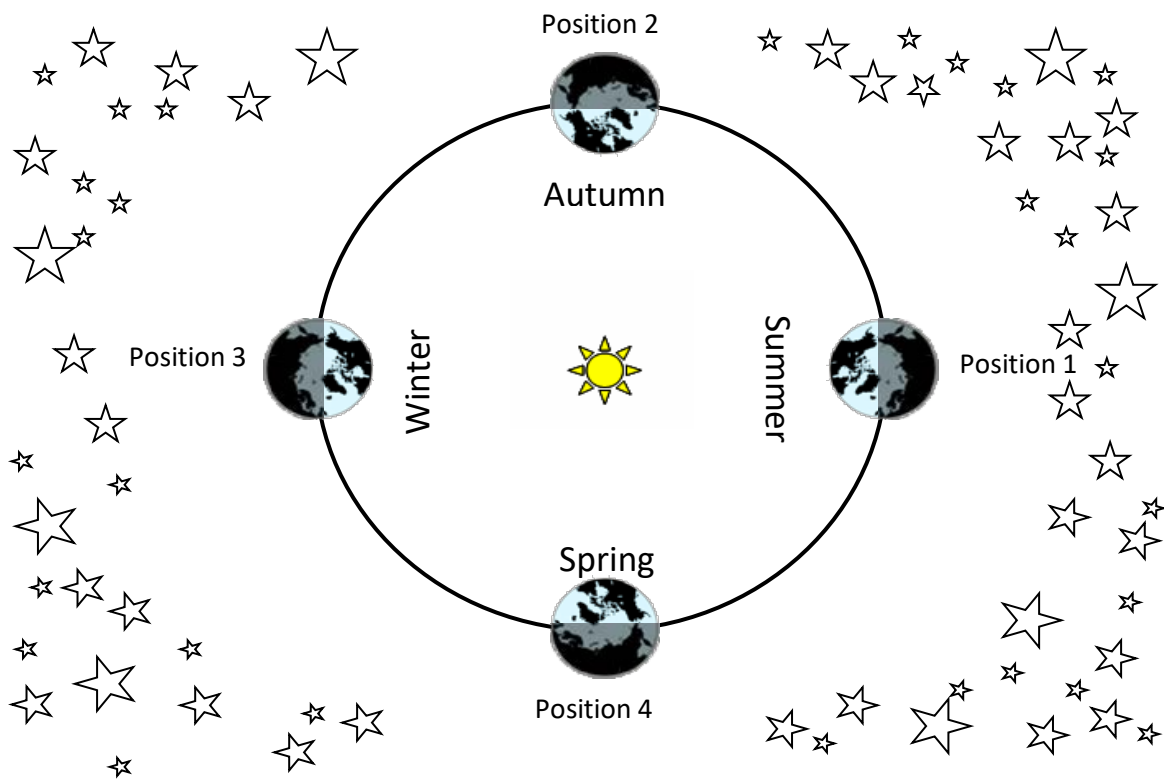 Position 2
Autumn
Position 3
Winter
Summer
Position 1
Spring
Position 4